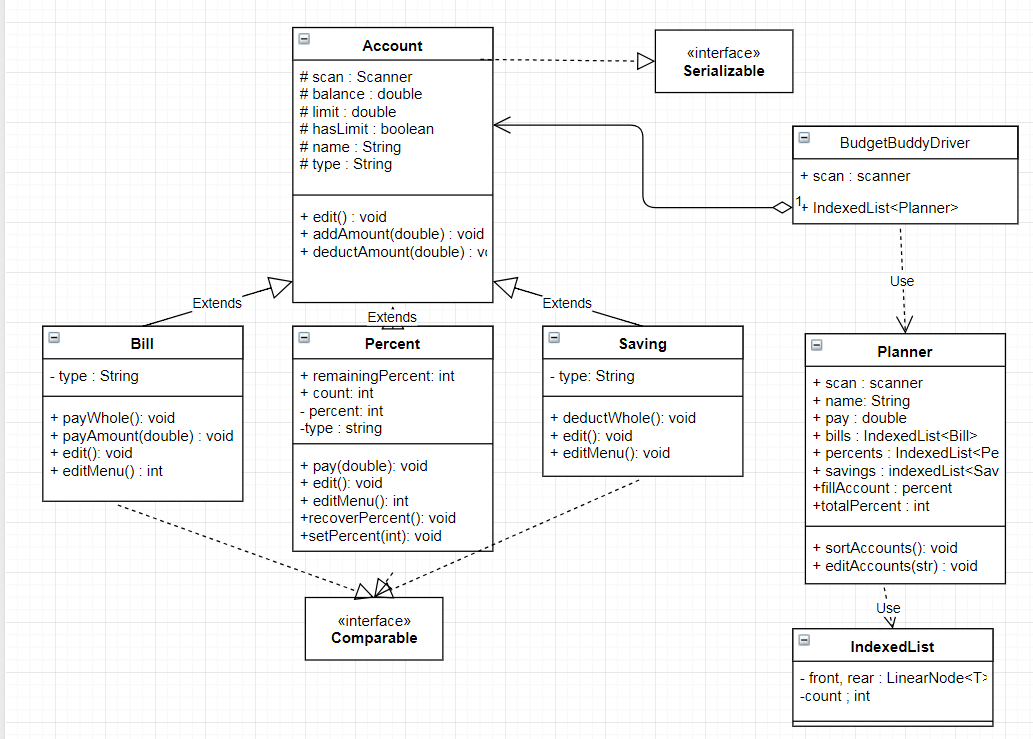 Account
# scan : Scanner
# balance : double
# limit : double
# hasLimit : boolean
# name : String
# type : String
+ edit() : void
+ addAmount(double) : void
+ deductAmount(double) : v
«interface»
Serializable
BudgetBuddyDriver
+ scan : scanner
1
+ IndexedList<Planner>
Extends
Extends
Extends
Use
Bill
- type : String
+ payWhole(): void
+ payAmount(double) : void
+ edit(): void
+ editMenu() : int
Percent
+ remainingPercent: int
+ count: int
- percent: int
-type : string
+ pay(double): void
+ edit(): void
+ editMenu(): int
+recoverPercent(): void
+setPercent(int): void
Saving
- type: String
+ deductWhole(): void
+ edit(): void
+ editMenu(): void
Planner
+ scan : scanner
+ name: String
+ pay : double
+ bills : IndexedList<Bill>
+ percents : IndexedList<Pe
+ savings : indexedList<Sav
+fillAccount : percent
+totalPercent : int
+ sortAccounts(): void
+ editAccounts(str) : void
«interface»
Comparable
Use
IndexedList
- front, rear : LinearNode<T>
-count ; int